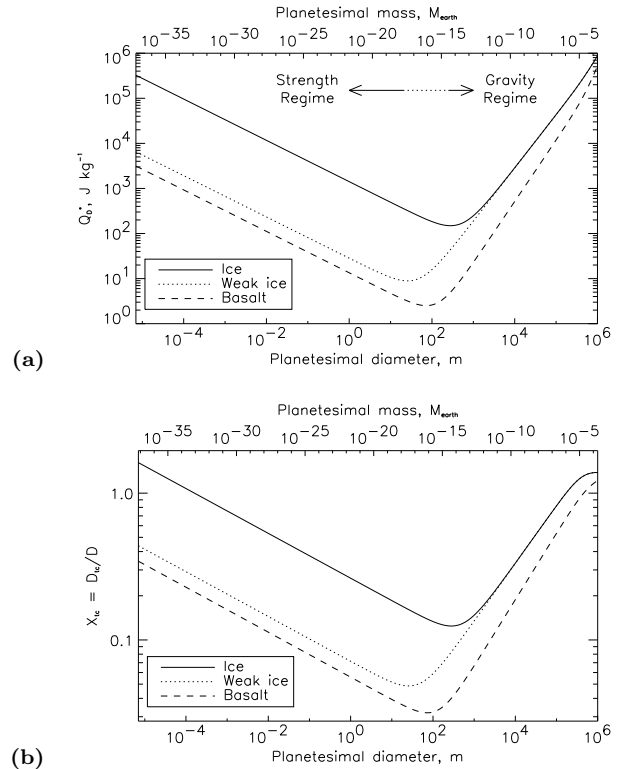 Planetesimal mass, M_earth
10^-35 10^-30 10^-25 10^-20 10^-15 10^-10 10^-5
10^6
10^5
10^4
10^3
10^2
10^1
10^0
Q_D^*, J kg^-1
Strength Regime
Gravity Regime
Ice
Weak ice
Basalt
10^-4 10^-2 10^0 10^2 10^4 10^6
Planetesimal diameter, m
(a)
Planetesimal mass, M_earth
10^-35 10^-30 10^-25 10^-20 10^-15 10^-10 10^-5
1.0
0.1
X_tc = D_tc/D
Ice
Weak ice
Basalt
10^-4 10^-2 10^0 10^2 10^4 10^6
Planetesimal diameter, m
(b)